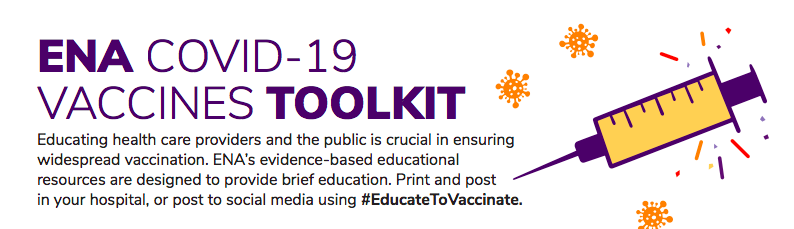 ENA COVID-19
VACCINES TOOLKIT
Educating health care providers and the public is crucial in ensuring
widespread vaccination. ENA's evidence-based educational
resources are designed to provide brief education. Print and post
in your hospital, or post to social media using #EducateToVaccinate.